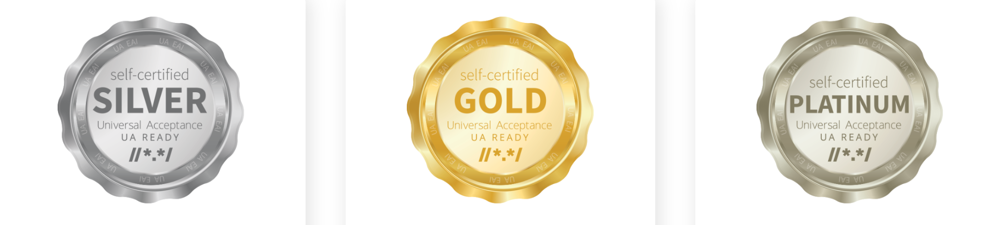 self-certified
SILVER
Universal Acceptance
UA READY
//*.*/
UA EAI UA EAI UA EAI UA EAI UA EAI UA EAI UA EAI UA EAI UA EAI
self-certified
GOLD
Universal Acceptance
UA READY
//*.*/
UA EAI UA EAI UA EAI UA EAI UA EAI UA EAI UA EAI UA EAI UA EAI
self-certified
PLATINUM
Universal Acceptance
UA READY
//*.*/
UA EAI UA EAI UA EAI UA EAI UA EAI UA EAI UA EAI UA EAI UA EAI